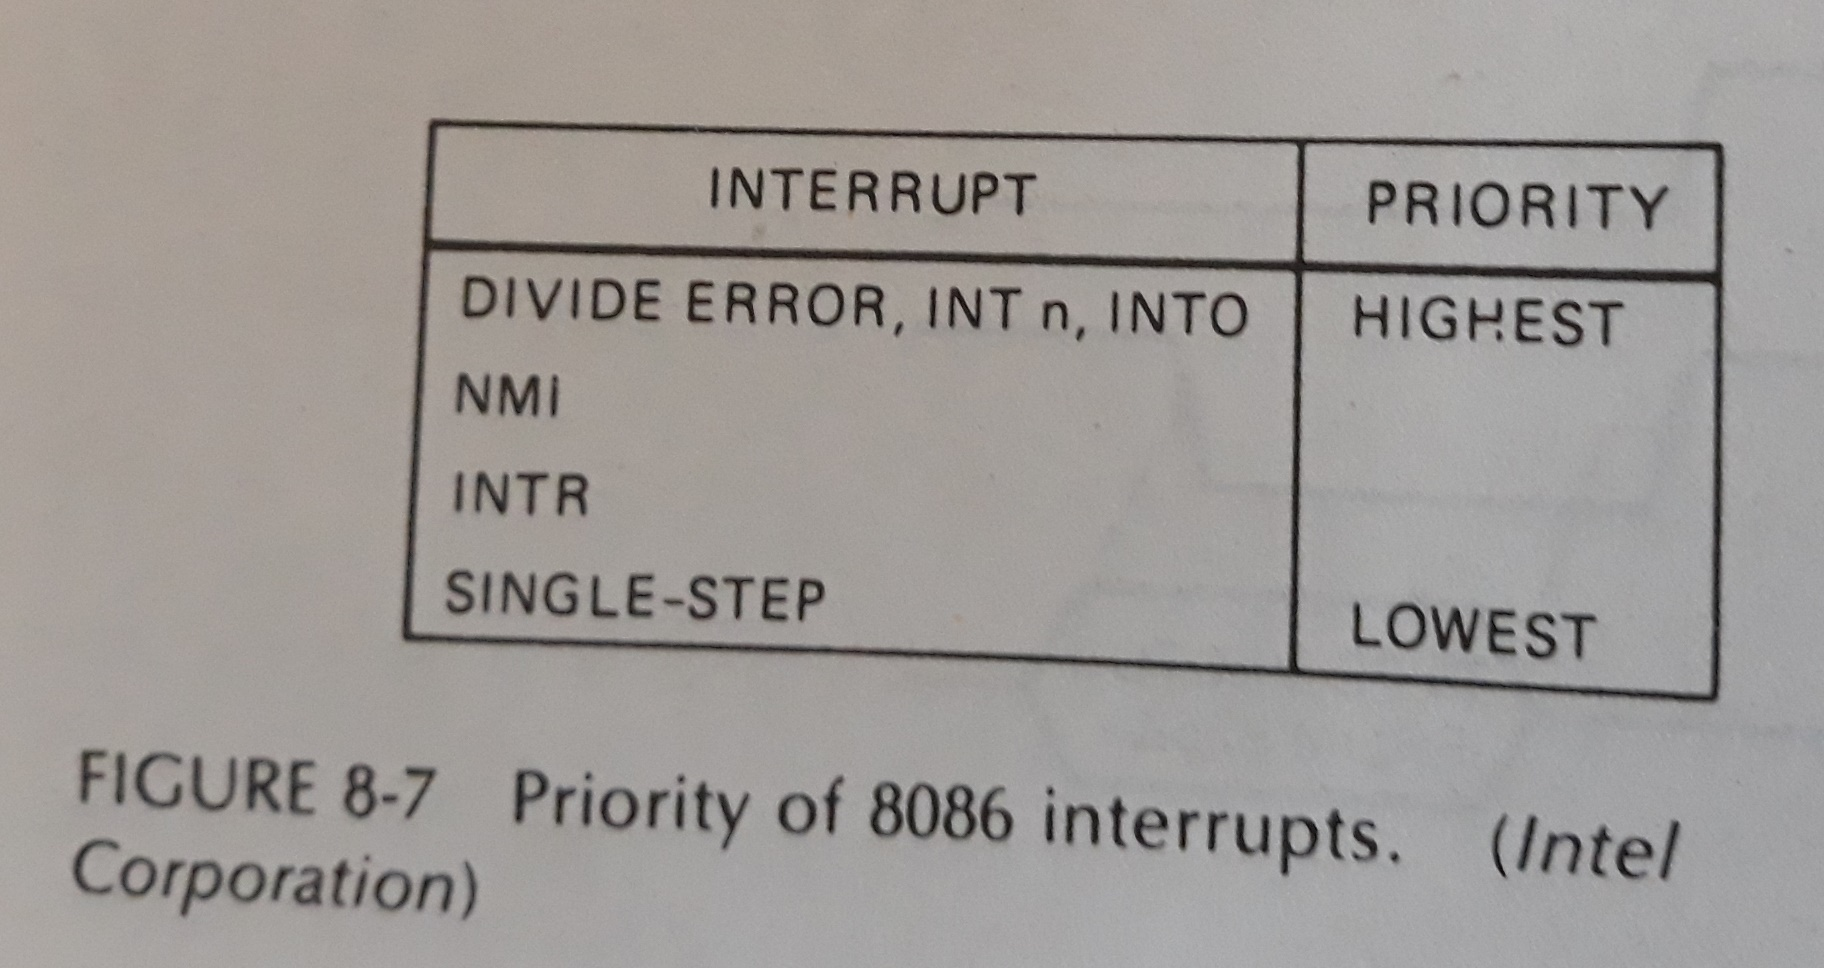 INTERRUPT PRIORITY
DIVIDE ERROR, INT n, INTO HIGHEST
NMI
INTR
SINGLE-STEP LOWEST
FIGURE 8-7 Priority of 8086 interrupts. (Intel
Corporation)